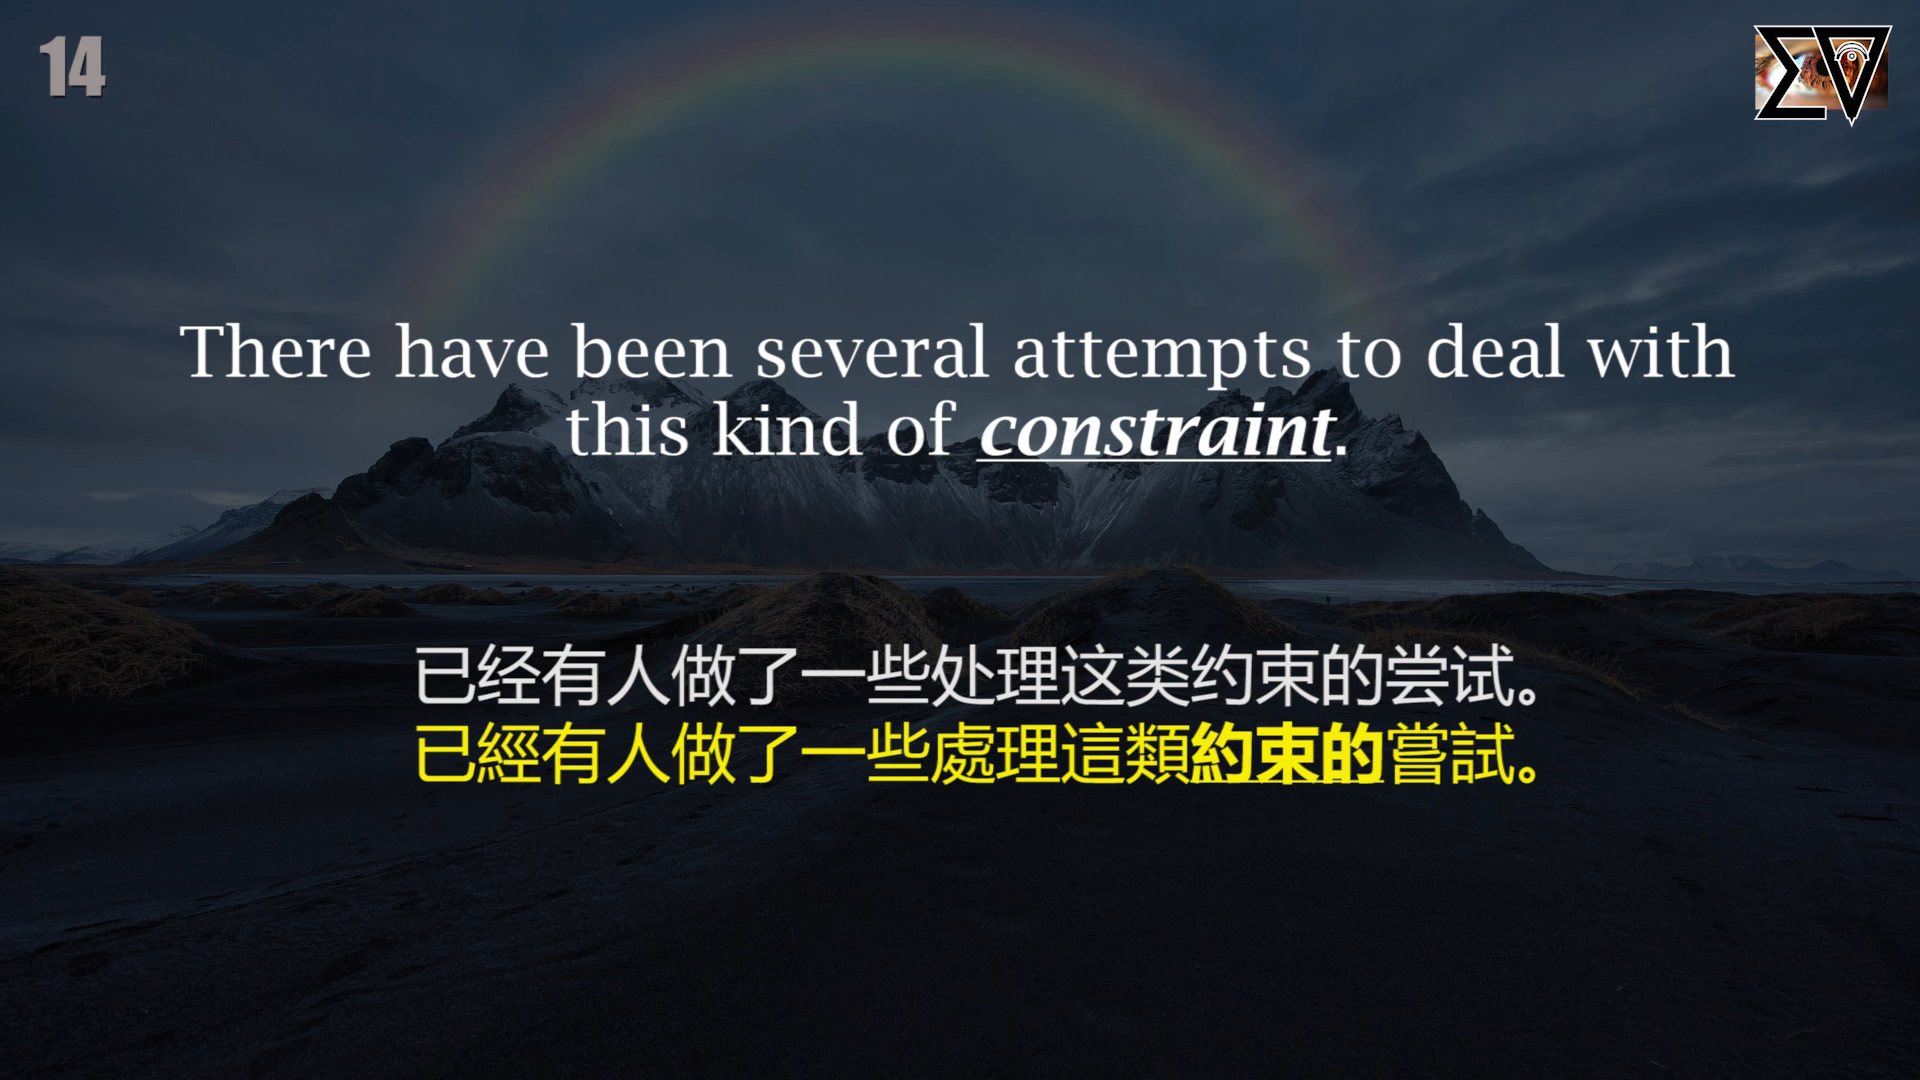 14
There have been several attempts to deal with
this kind of constraint.
已经有人做了一些处理这类约束的尝试。
已經有人做了一些處理這類約束的嘗試。